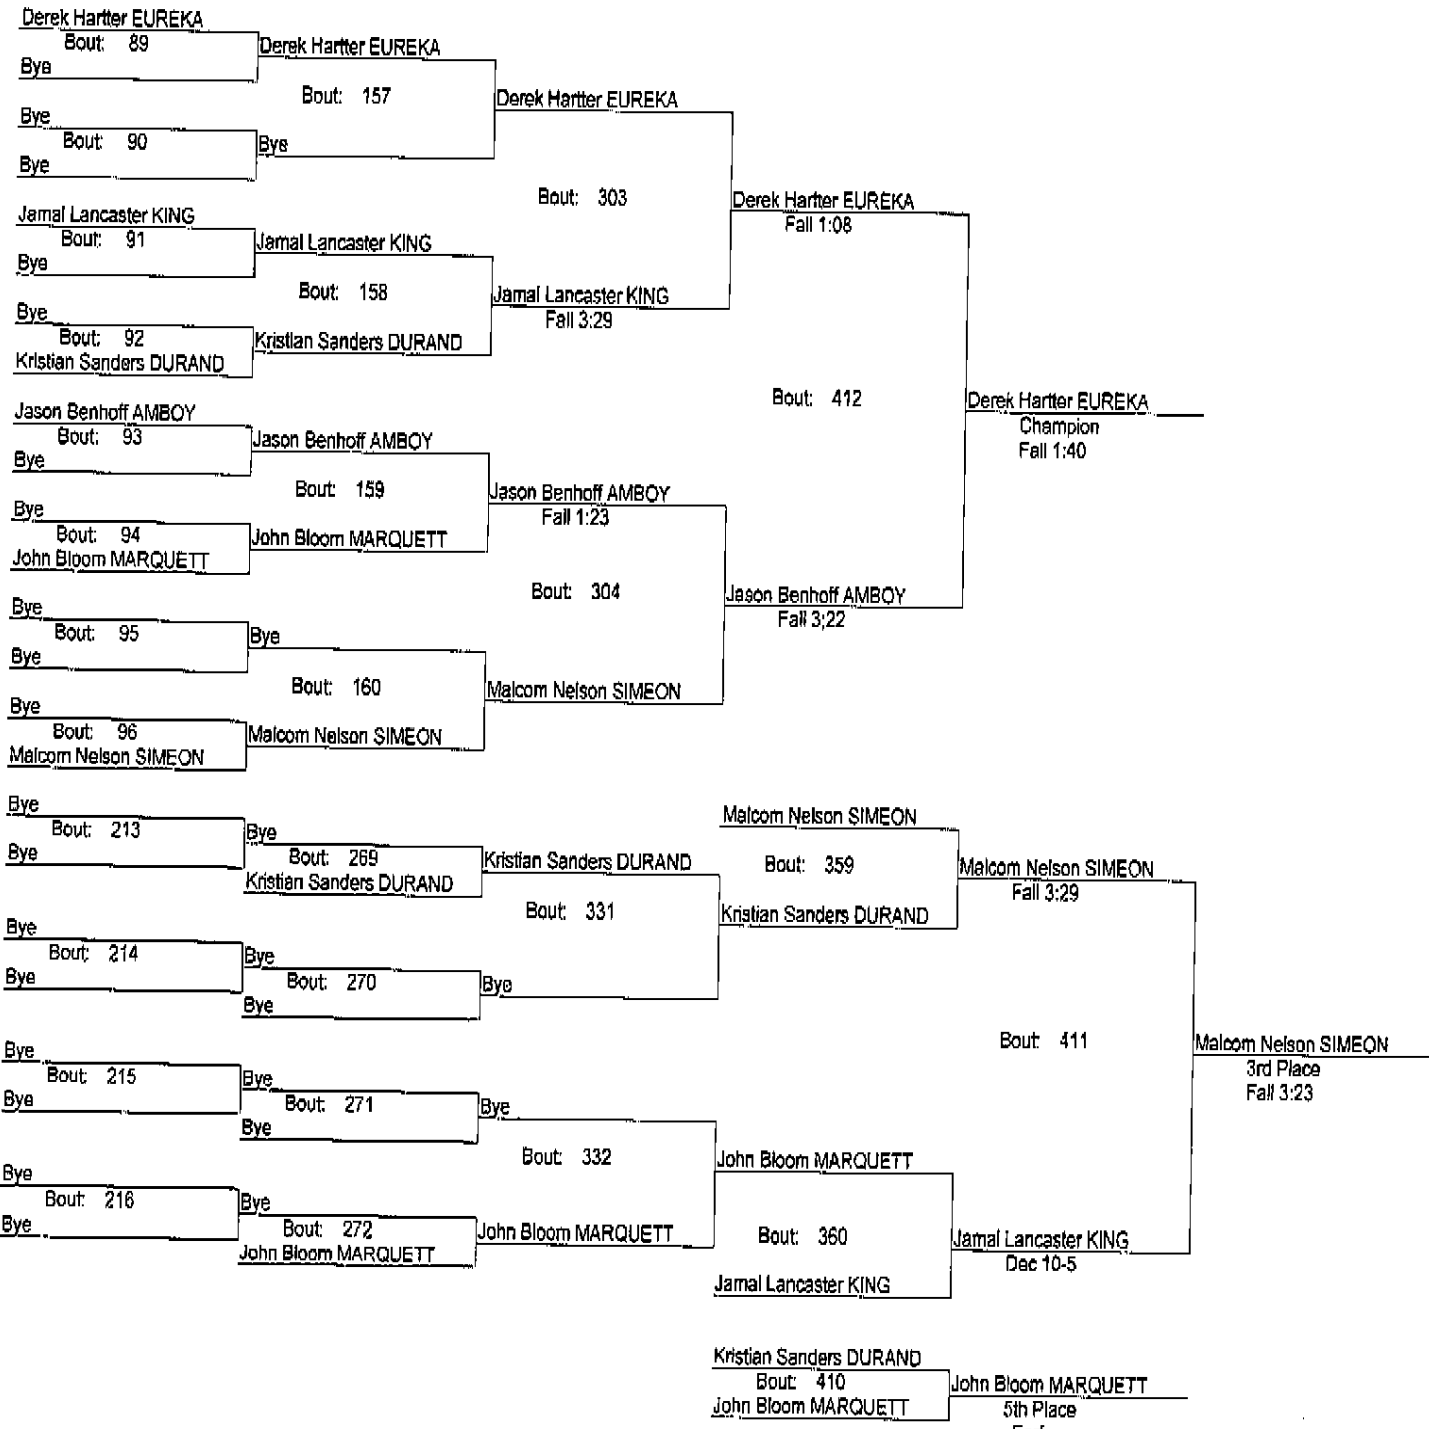 Derek Hartter EUREKA
Bout: 89
Bye
Derek Hartter EUREKA
Bout: 157
Bye
Bout: 90
Bye
Bye
Derek Hartter EUREKA
Bout: 303
Jamal Lancaster KING
Bout: 91
Bye
Jamal Lancaster KING
Bout: 158
Bye
Bout: 92
Kristian Sanders DURAND
Kristian Sanders DURAND
Jamal Lancaster KING
Fall 3:29
Derek Hartter EUREKA
Fall 1:08
Bout: 412
Jason Benhoff AMBOY
Bout: 93
Bye
Jason Benhoff AMBOY
Bout: 159
Bye
Bout: 94
John Bloom MARQUETT
John Bloom MARQUETT
Jason Benhoff AMBOY
Fall 1:23
Bout: 304
Bye
Bout: 95
Bye
Bye
Bout: 160
Bye
Bout: 96
Malcom Nelson SIMEON
Malcom Nelson SIMEON
Malcom Nelson SIMEON
Jason Benhoff AMBOY
Fall 3;22
Derek Hartter EUREKA
Champion
Fall 1:40
Bye
Bout: 213
Bye
Bye
Bout: 269
Kristian Sanders DURAND
Kristian Sanders DURAND
Bout: 331
Bye
Bout: 214
Bye
Bye
Bout: 270
Bye
Bye
Malcom Nelson SIMEON
Bout: 359
Kristian Sanders DURAND
Malcom Nelson SIMEON
Fall 3:29
Bout: 411
Bye
Bout: 215
Bye
Bye
Bout: 271
Bye
Bye
Bout: 332
Bye
Bout: 216
Bye
Bye
Bout: 272
John Bloom MARQUETT
John Bloom MARQUETT
John Bloom MARQUETT
Bout: 360
Jamal Lancaster KING
Jamal Lancaster KING
Dec 10-5
Malcom Nelson SIMEON
3rd Place
Fall 3:23
Kristian Sanders DURAND
Bout: 410
John Bloom MARQUETT
John Bloom MARQUETT
5th Place